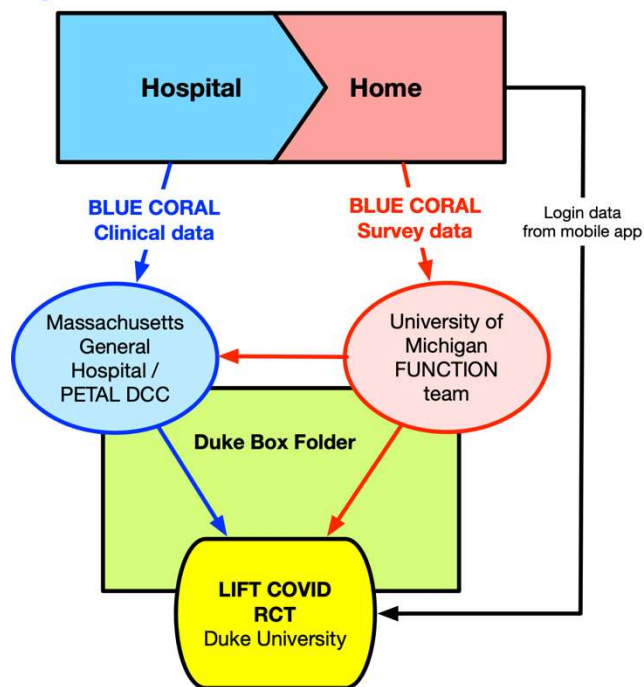 Hospital
Home
BLUE CORAL
Clinical data
BLUE CORAL
Survey data
Login data
from mobile app
Massachusetts
General
Hospital /
PETAL DCC
University of
Michigan
FUNCTION
team
Duke Box Folder
LIFT COVID
RCT
Duke University